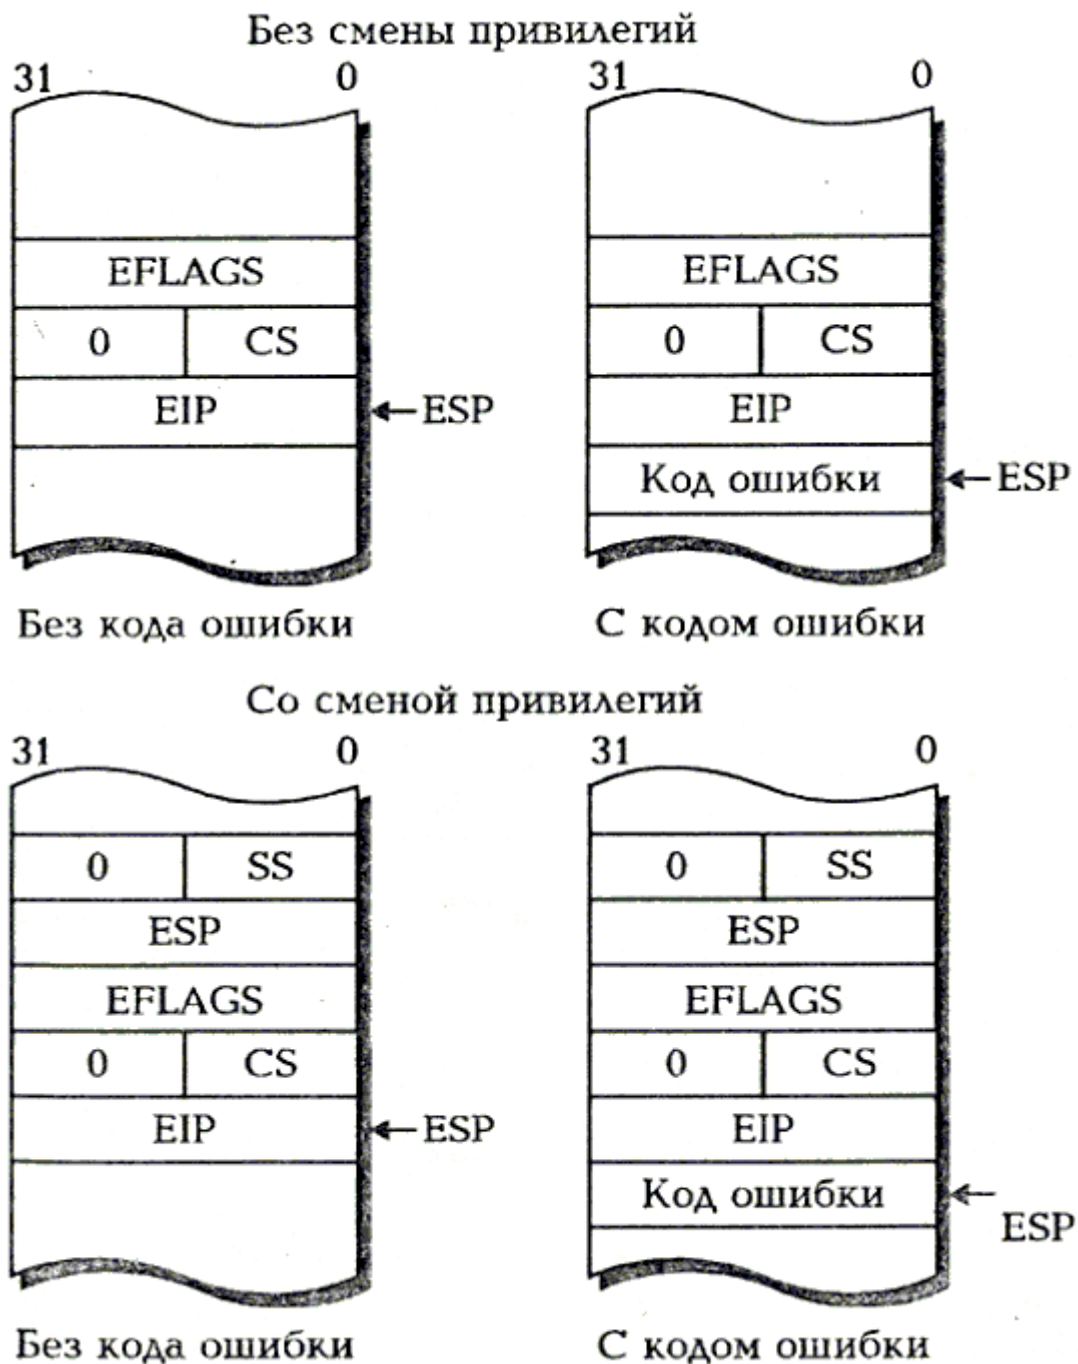 Без смены привилегий
31 0 31 0
EFLAGS EFLAGS
0 CS 0 CS
EIP ←ESP EIP
Код ошибки ←ESP
Без кода ошибки С кодом ошибки
Со сменой привилегий
31 0 31 0
0 SS 0 SS
ESP ESP
EFLAGS EFLAGS
0 CS 0 CS
EIP ←ESP EIP
Код ошибки ←
ESP
Без кода ошибки С кодом ошибки